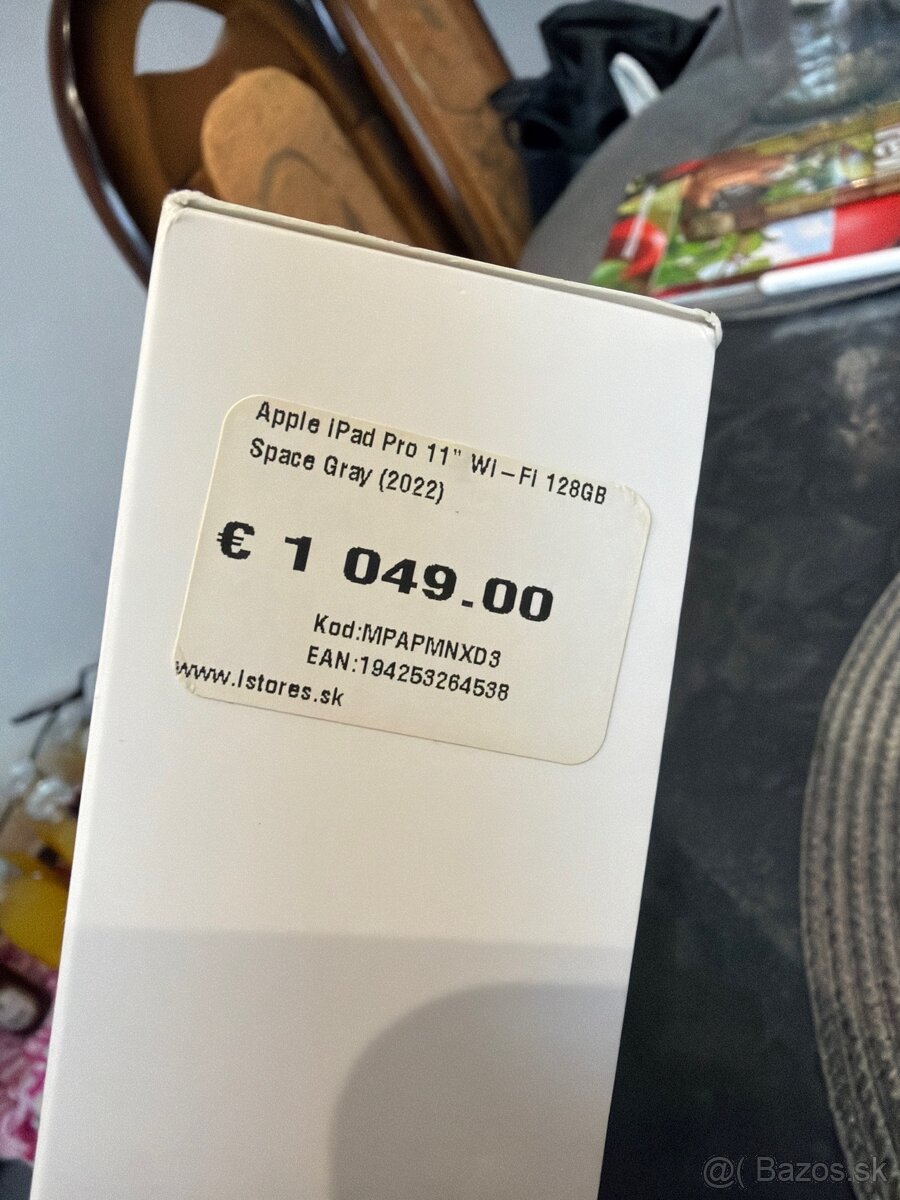 Apple iPad Pro 11" Wi-Fi 128GB
Space Gray (2022)
€ 1 049.00
Kod:MPAPMNXD3
EAN:194253264538
www.istores.sk
@( Bazos.sk